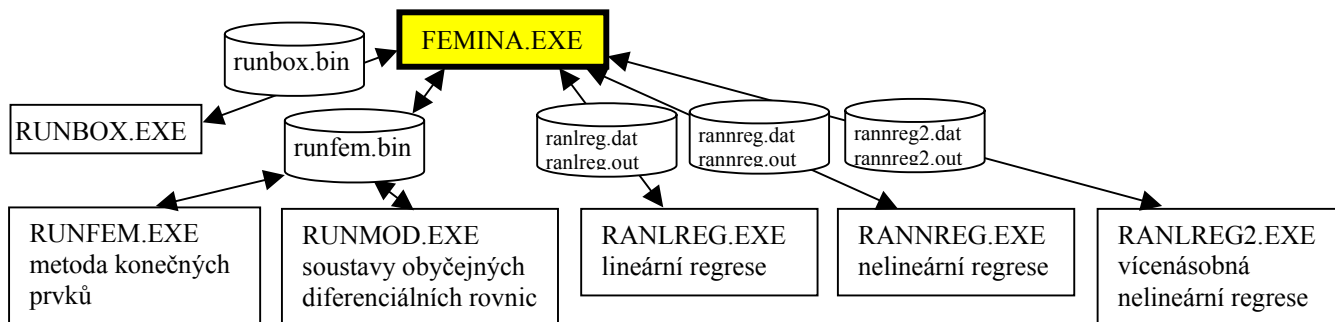 FEMINA.EXE
runbox.bin
RUNBOX.EXE
runfem.bin
ranlreg.dat
ranlreg.out
rannreg.dat
rannreg.out
rannreg2.dat
rannreg2.out
RUNFEM.EXE
metoda konečných
prvků
RUNMOD.EXE
soustavy obyčejných
diferenciálních rovnic
RANLREG.EXE
lineární regrese
RANNREG.EXE
nelineární regrese
RANLREG2.EXE
vícenásobná
nelineární regrese